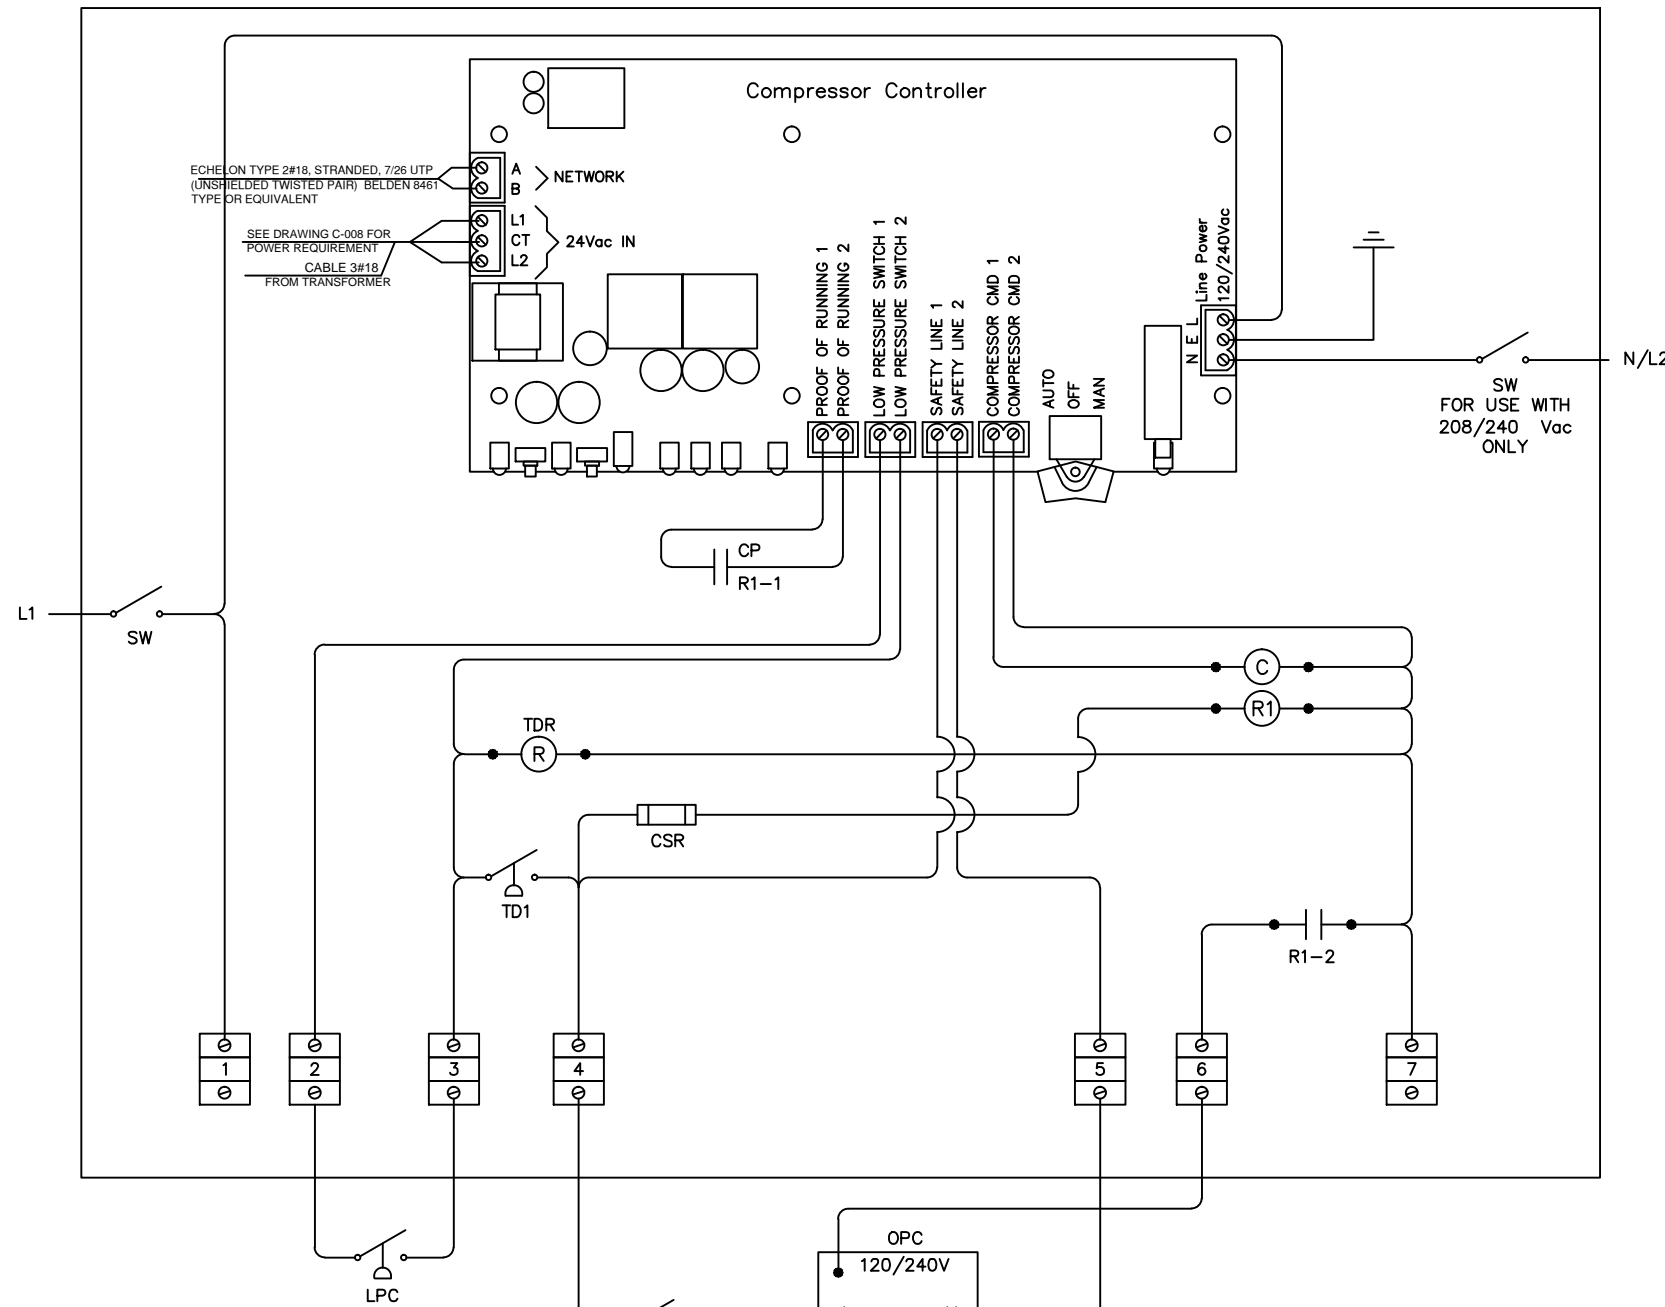 Compressor Controller
ECHELON TYPE 2#18, STRANDED, 7/26 UTP
(UNSHIELDED TWISTED PAIR) BELDEN 8461
TYPE OR EQUIVALENT
A
B
NETWORK
SEE DRAWING C-008 FOR
POWER REQUIREMENT
CABLE 3#18
FROM TRANSFORMER
L1
CT
L2
24Vac IN
PROOF OF RUNNING 1
PROOF OF RUNNING 2
LOW PRESSURE SWITCH 1
LOW PRESSURE SWITCH 2
SAFETY LINE 1
SAFETY LINE 2
COMPRESSOR CMD 1
COMPRESSOR CMD 2
AUTO
OFF
MAN
Line Power
120/240Vac
N E L
N/L2
SW
FOR USE WITH
208/240 Vac
ONLY
CP
R1-1
L1
SW
C
R1
TDR
R
CSR
TD1
R1-2
1
2
3
4
5
6
7
OPC
120/240V
LPC